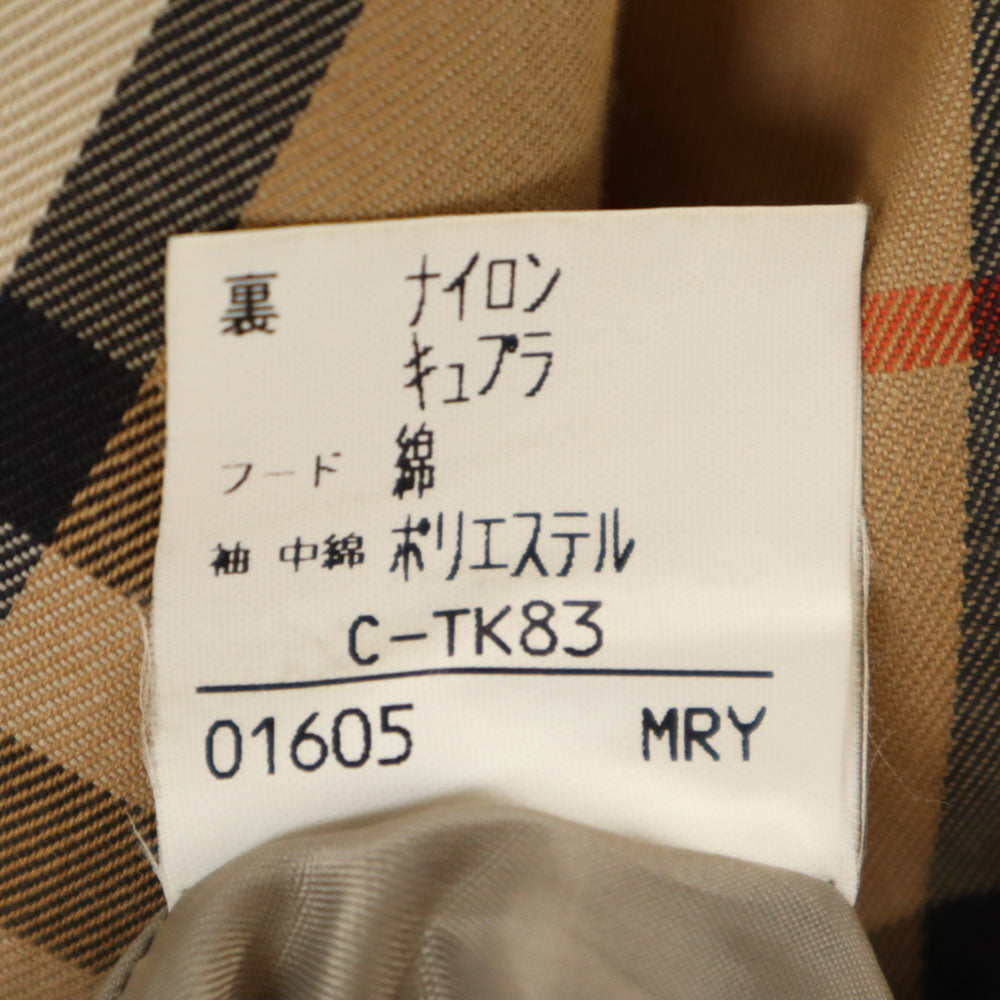 裏 ナイロン
キュプラ
フード 綿
袖 中綿 ポリエステル
C-TK83
01605 MRY